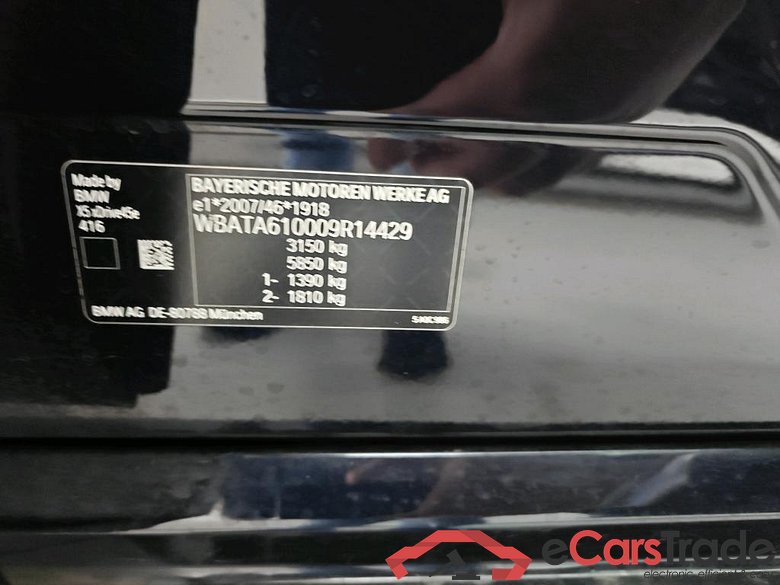 Made by
BMW
X5 xDrive45e
416
BAYERISCHE MOTOREN WERKE AG
e1*2007/46*1918
WBATA610009R14429
3150 kg
5850 kg
1- 1390 kg
2- 1810 kg
BMW AG DE-80788 München
eCarsTrade